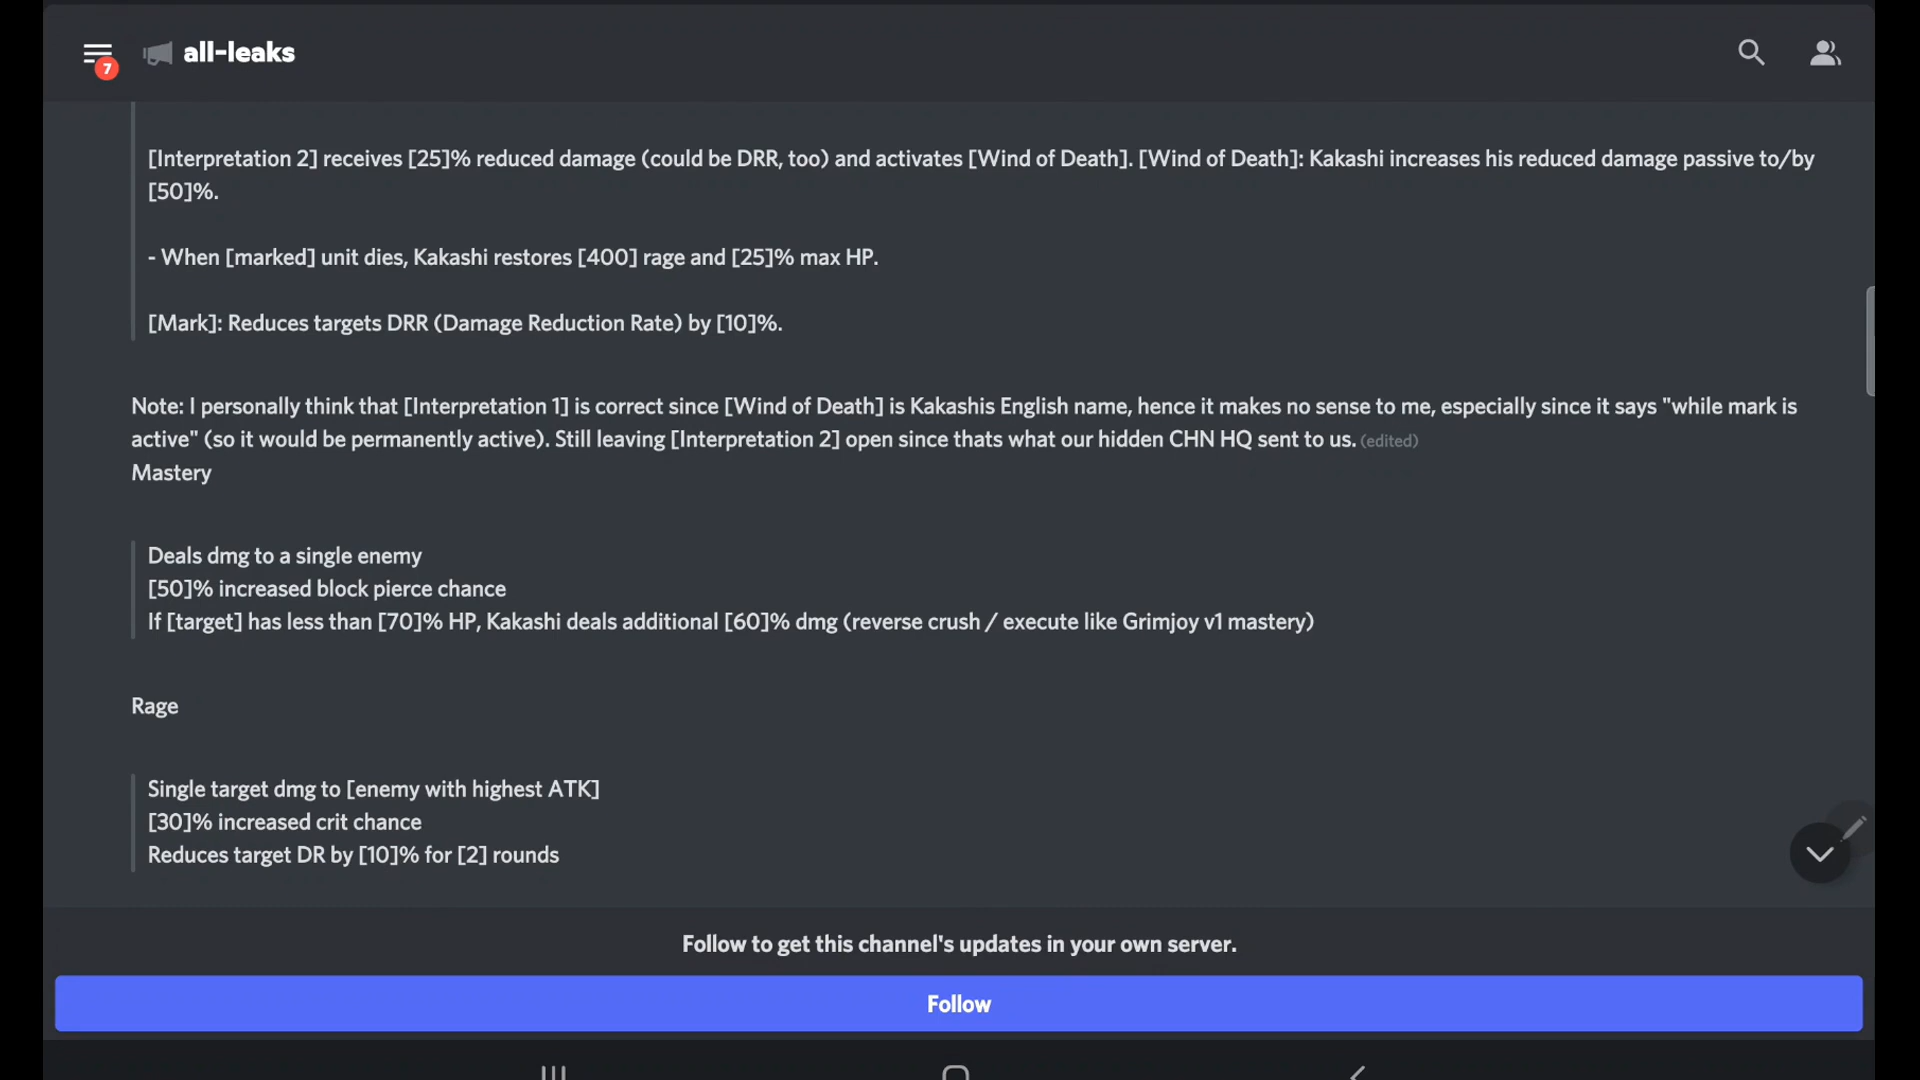 7
all-leaks
[Interpretation 2] receives [25]% reduced damage (could be DRR, too) and activates [Wind of Death]. [Wind of Death]: Kakashi increases his reduced damage passive to/by
[50]%.
- When [marked] unit dies, Kakashi restores [400] rage and [25]% max HP.
[Mark]: Reduces targets DRR (Damage Reduction Rate) by [10]%.
Note: I personally think that [Interpretation 1] is correct since [Wind of Death] is Kakashis English name, hence it makes no sense to me, especially since it says "while mark is
active" (so it would be permanently active). Still leaving [Interpretation 2] open since thats what our hidden CHN HQ sent to us. (edited)
Mastery
Deals dmg to a single enemy
[50]% increased block pierce chance
If [target] has less than [70]% HP, Kakashi deals additional [60]% dmg (reverse crush / execute like Grimjoy v1 mastery)
Rage
Single target dmg to [enemy with highest ATK]
[30]% increased crit chance
Reduces target DR by [10]% for [2] rounds
Follow to get this channel's updates in your own server.
Follow